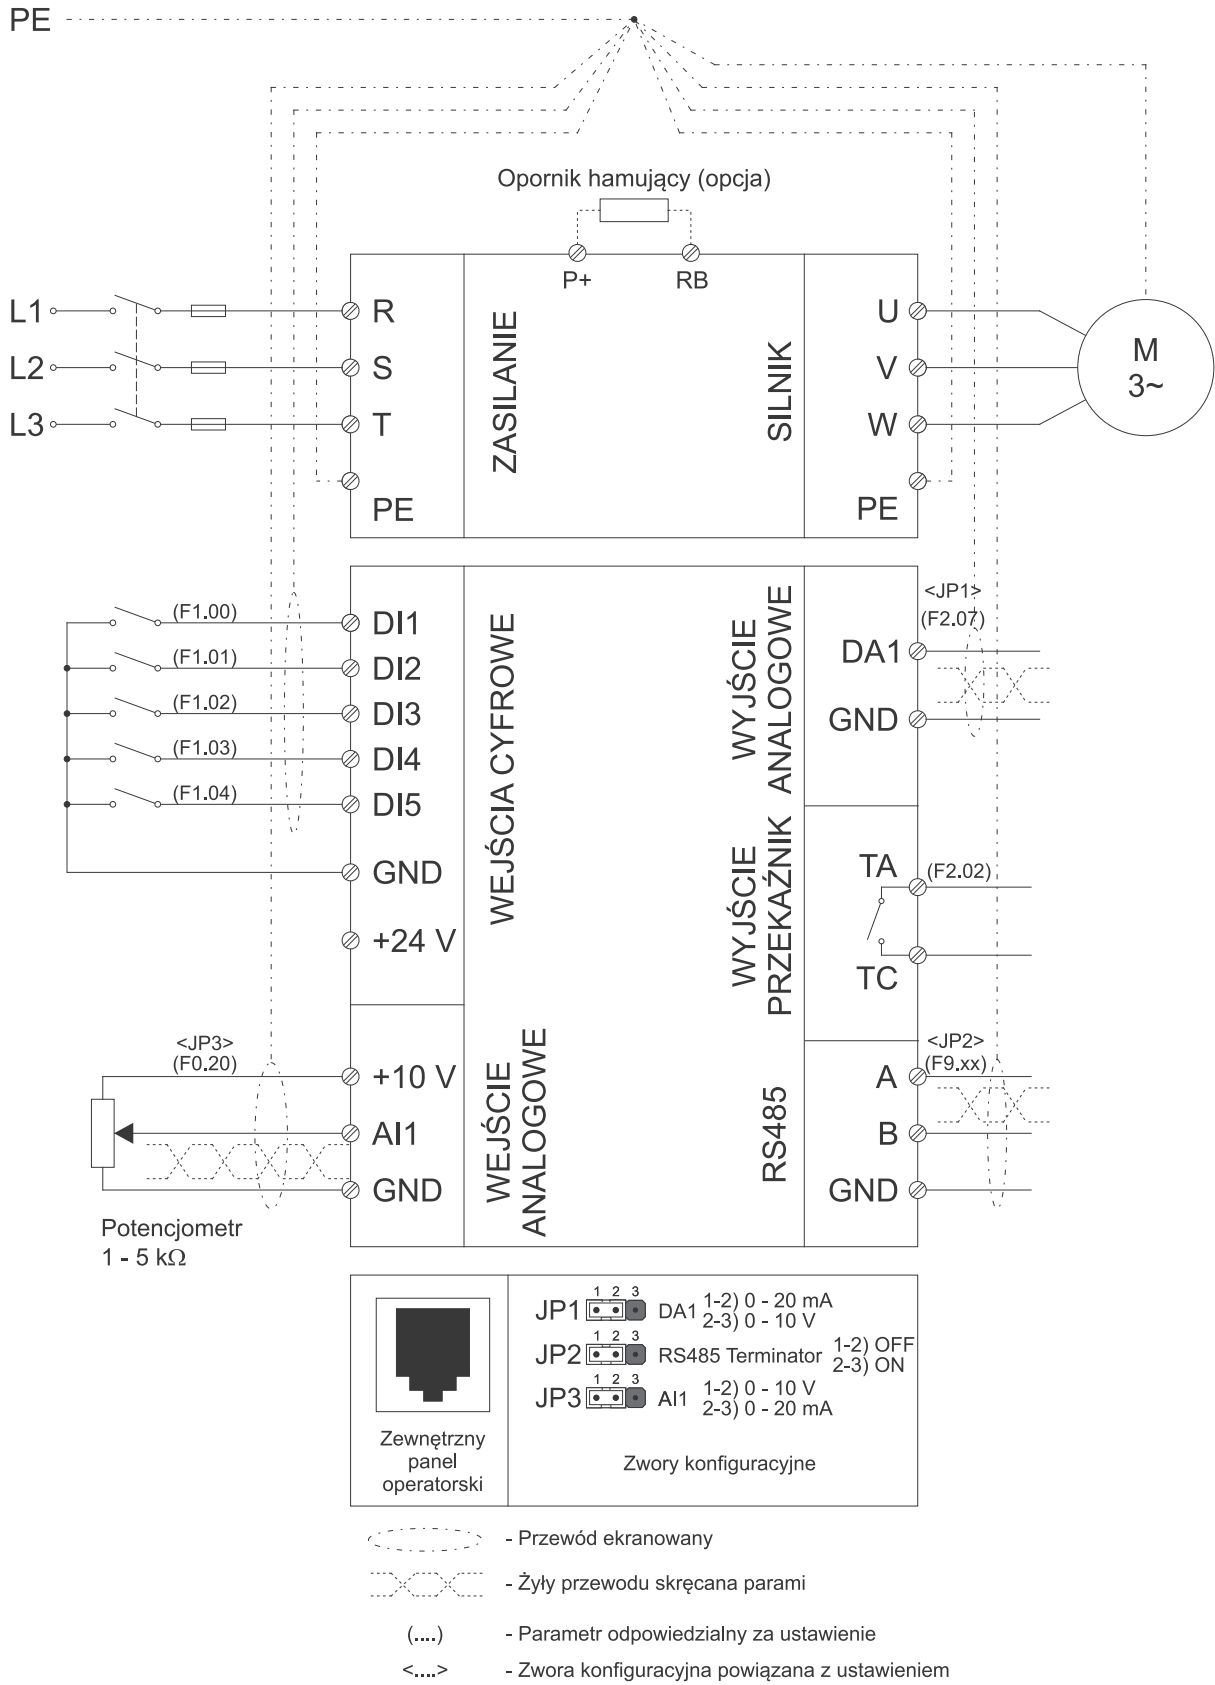 PE
Opornik hamujący (opcja)
P+ RB
L1 R U
L2 S V
L3 T W
M
3~
ZASILANIE
SILNIK
PE PE
(F1.00) DI1
(F1.01) DI2
(F1.02) DI3
(F1.03) DI4
(F1.04) DI5
GND
+24 V
WEJŚCIA CYFROWE
WYJŚCIE
ANALOGOWE
<JP1>
(F2.07)
DA1
GND
WYJŚCIE
PRZEKAŹNIK
TA (F2.02)
TC
<JP3>
(F0.20)
+10 V
AI1
GND
Potencjometr
1 - 5 kΩ
WEJŚCIE
ANALOGOWE
RS485
<JP2>
(F9.xx)
A
B
GND
1 2 3
JP1 DA1 1-2) 0 - 20 mA
2-3) 0 - 10 V
1 2 3
JP2 RS485 Terminator 1-2) OFF
2-3) ON
1 2 3
JP3 AI1 1-2) 0 - 10 V
2-3) 0 - 20 mA
Zewnętrzny
panel
operatorski
Zwory konfiguracyjne
- Przewód ekranowany
- Żyły przewodu skręcana parami
(....) - Parametr odpowiedzialny za ustawienie
<....> - Zwora konfiguracyjna powiązana z ustawieniem